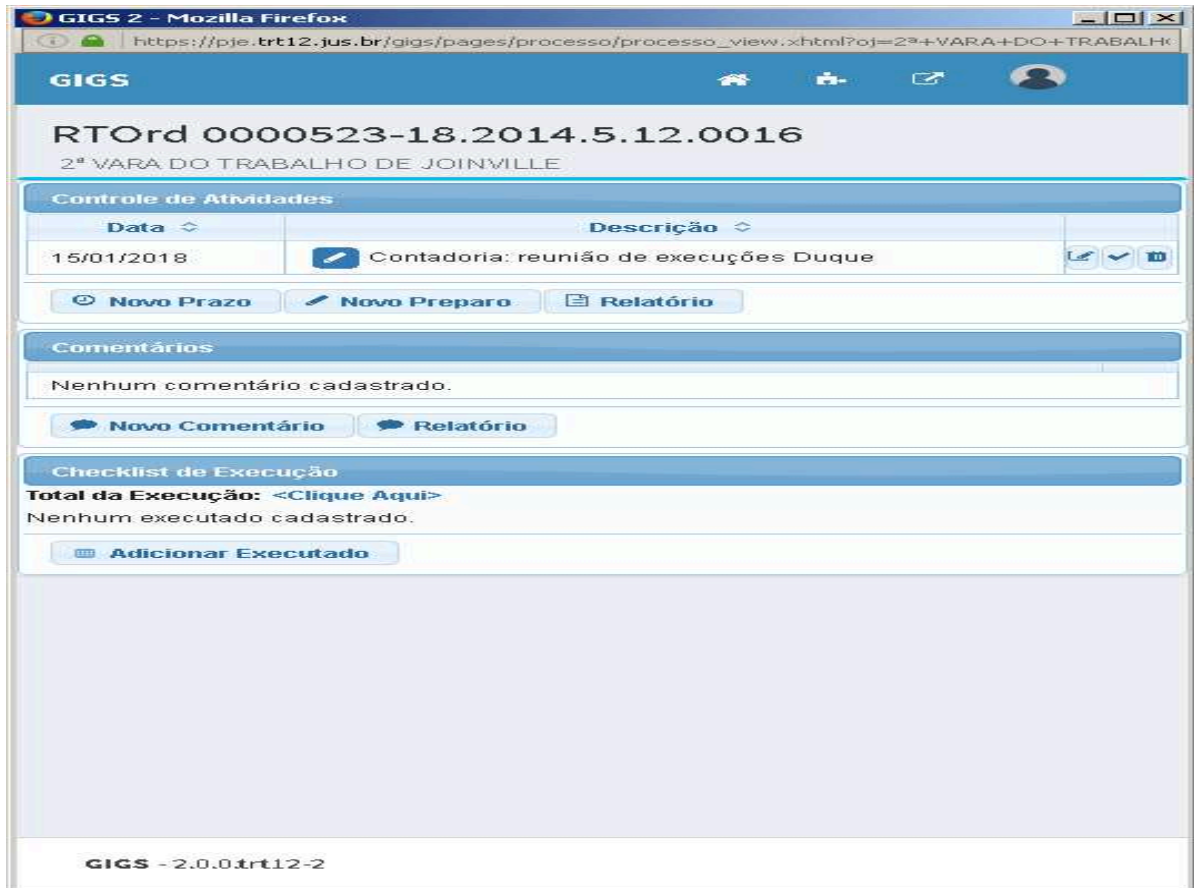 GIGS 2 - Mozilla Firefox
https://pje.trt12.jus.br/gigs/pages/processo/processo_view.xhtml?oj=2ª+VARA+DO+TRABALHO
GIGS
RTOrd 0000523-18.2014.5.12.0016
2ª VARA DO TRABALHO DE JOINVILLE
Controle de Atividades
Data Descrição
15/01/2018 Contadoria: reunião de execuções Duque
Novo Prazo Novo Preparo Relatório
Comentários
Nenhum comentário cadastrado.
Novo Comentário Relatório
Checklist de Execução
Total da Execução: <Clique Aqui>
Nenhum executado cadastrado.
Adicionar Executado
GIGS - 2.0.0.trt12-2